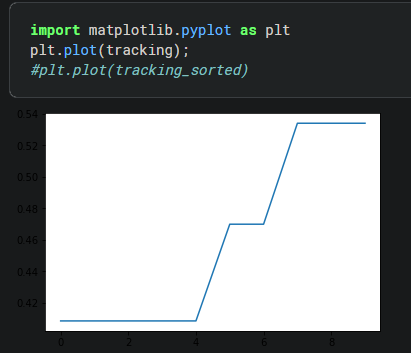 import matplotlib.pyplot as plt
plt.plot(tracking);
#plt.plot(tracking_sorted)
0.54
0.52
0.50
0.48
0.46
0.44
0.42
0 2 4 6 8